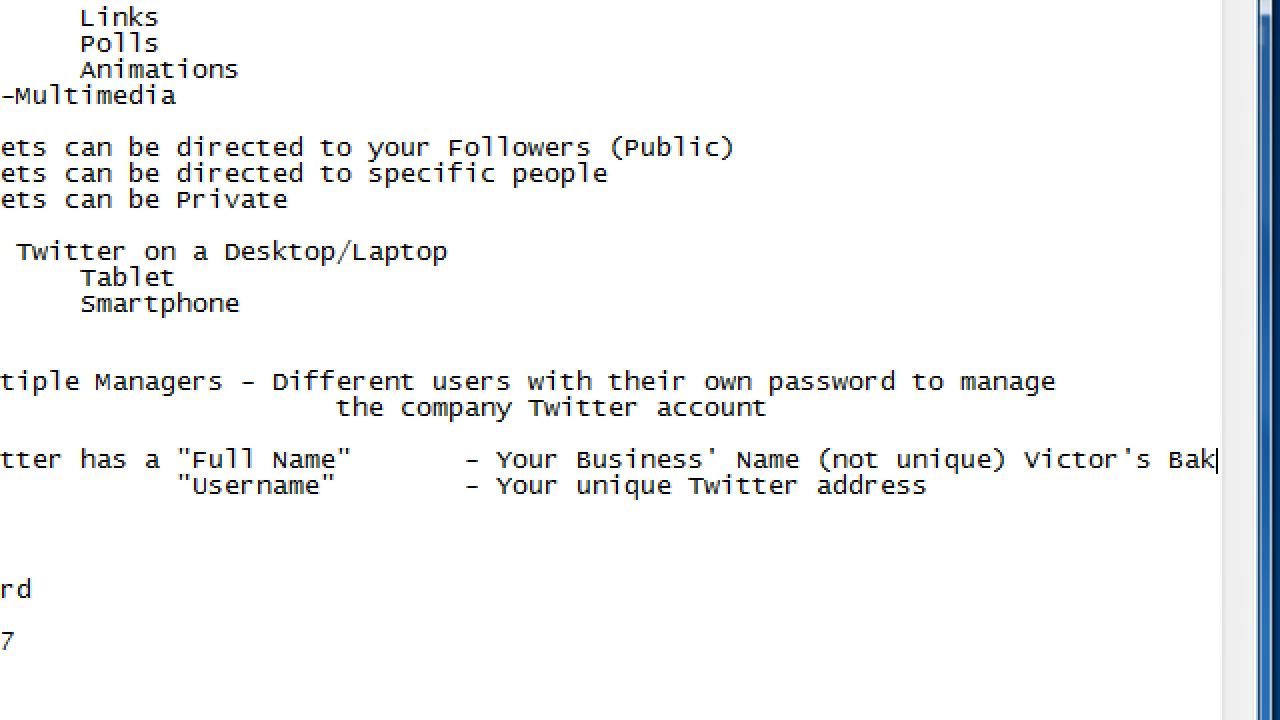 Links
Polls
Animations
-Multimedia
ets can be directed to your Followers (Public)
ets can be directed to specific people
ets can be Private
Twitter on a Desktop/Laptop
Tablet
Smartphone
tiple Managers - Different users with their own password to manage
the company Twitter account
tter has a "Full Name" - Your Business' Name (not unique) Victor's Bak
"Username" - Your unique Twitter address
rd
7